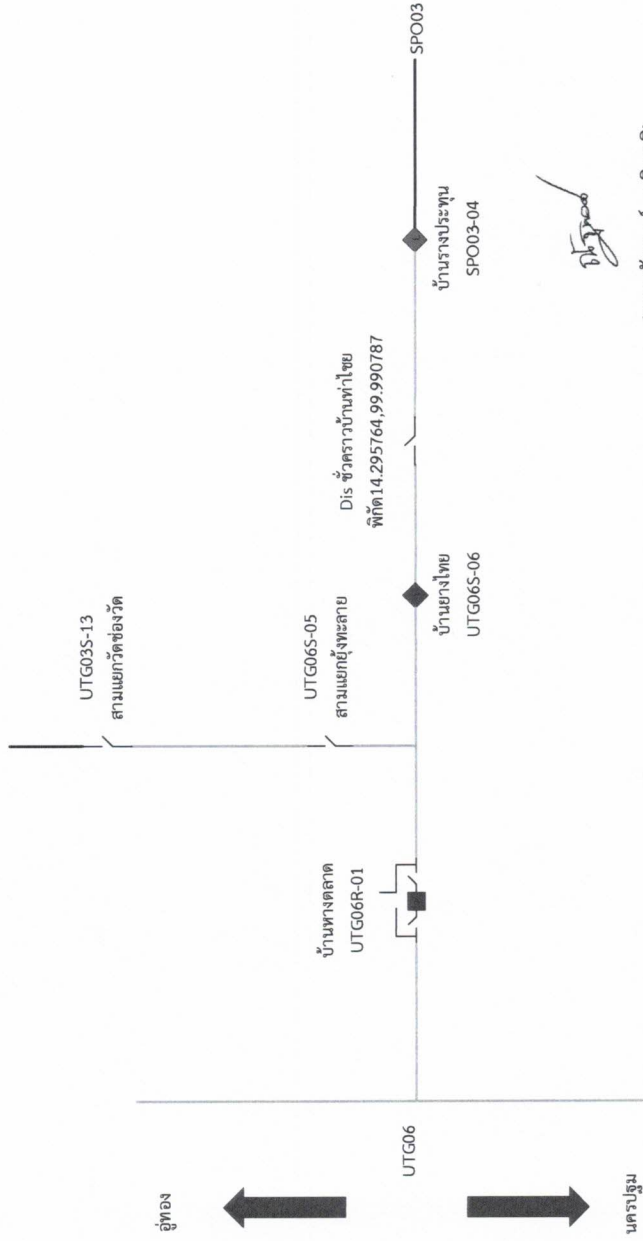 UTG03S-13
สามแยกวัดช่องวัด
UTG06S-05
สามแยกยุ้งทะลาย
Dis ชั่วคราวบ้านท่าไชย
พิกัด14.295764,99.990787
บ้านหางตลาด
UTG06R-01
SPO03
บ้านรางประทุน
SPO03-04
บ้านยางไทย
UTG06S-06
อู่ทอง
UTG06
นครปฐม